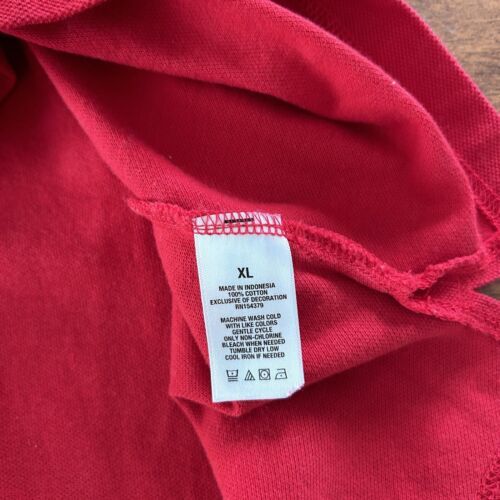 XL
MADE IN INDONESIA
100% COTTON
EXCLUSIVE OF DECORATION
RN154379
MACHINE WASH COLD
WITH LIKE COLORS
GENTLE CYCLE
ONLY NON-CHLORINE
BLEACH WHEN NEEDED
TUMBLE DRY LOW
COOL IRON IF NEEDED